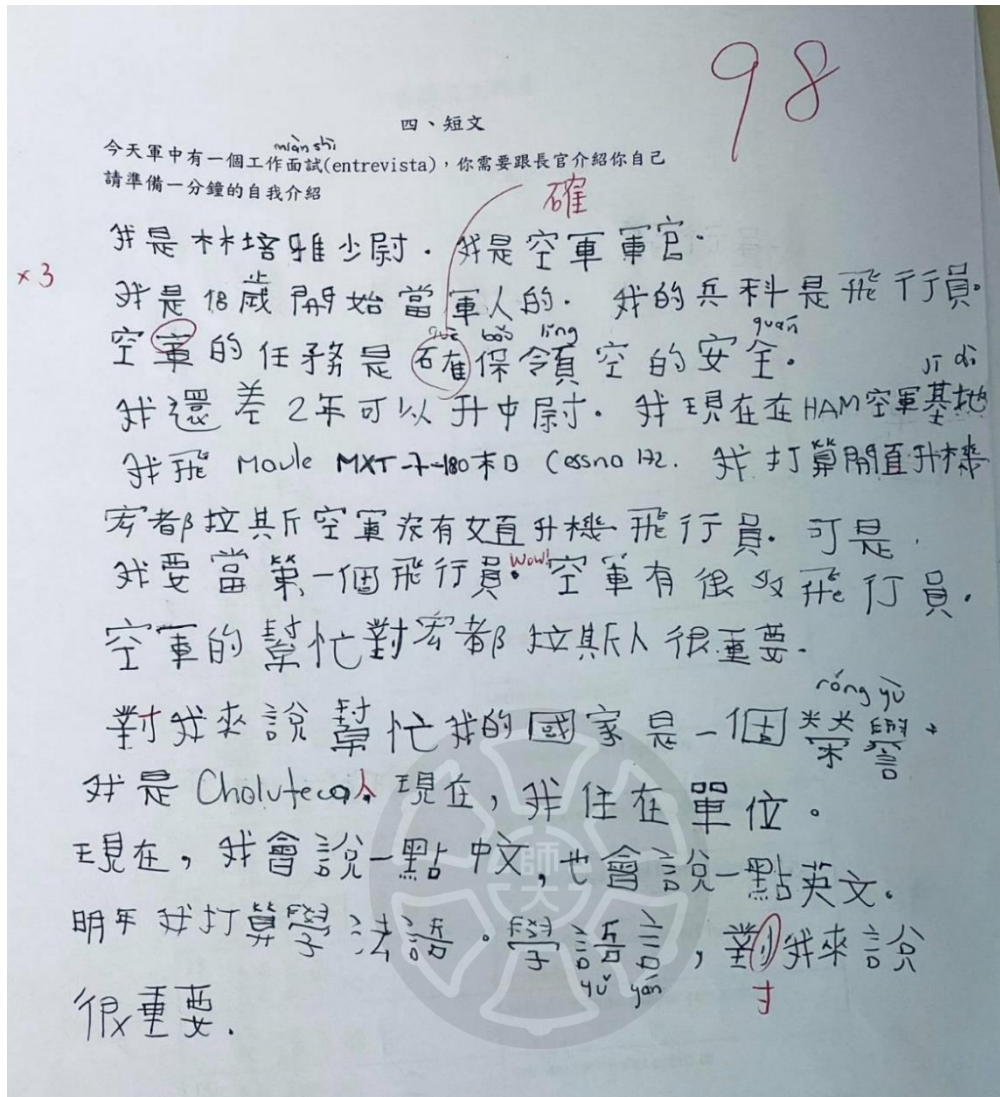 98
四、短文
miàn shì
今天軍中有一個工作面試(entrevista)，你需要跟長官介紹你自己
請準備一分鐘的自我介紹
確
我是林培雅少尉．我是空軍軍官．
×3
我是18歲開始當軍人的．我的兵科是飛行員。
què bǎo lǐng quán
空軍的任務是確保領空的安全。
jī dì
我還差2年可以升中尉．我現在在HAM空軍基地
我飛 Maule MXT-7-180和 Cessna 172. 我打算開直升機
宏都拉其斤空軍沒有女直升機飛行員．可是．
我要當第一個飛行員．Wow! 空軍有很多飛行員．
空軍的幫忙對宏都拉斯人很重要．
róng yù
對我來說幫忙我的國家是一個榮譽．
我是 Choluteca人．現在，我住在單位。
現在，我會說一點中文，也會說一點英文．
明年我打算學法語。學語言，對我來說
yǔ yán
寸
很重要．
師大